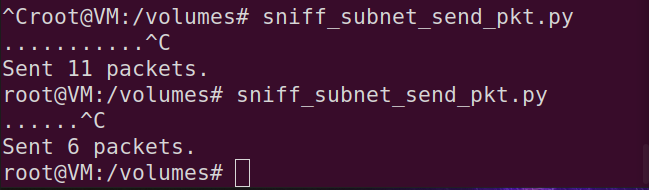 ^Croot@VM:/volumes# sniff_subnet_send_pkt.py
...........^C
Sent 11 packets.
root@VM:/volumes# sniff_subnet_send_pkt.py
......^C
Sent 6 packets.
root@VM:/volumes#